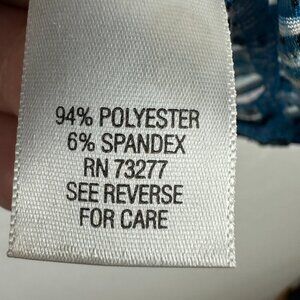 94% POLYESTER
6% SPANDEX
RN 73277
SEE REVERSE
FOR CARE